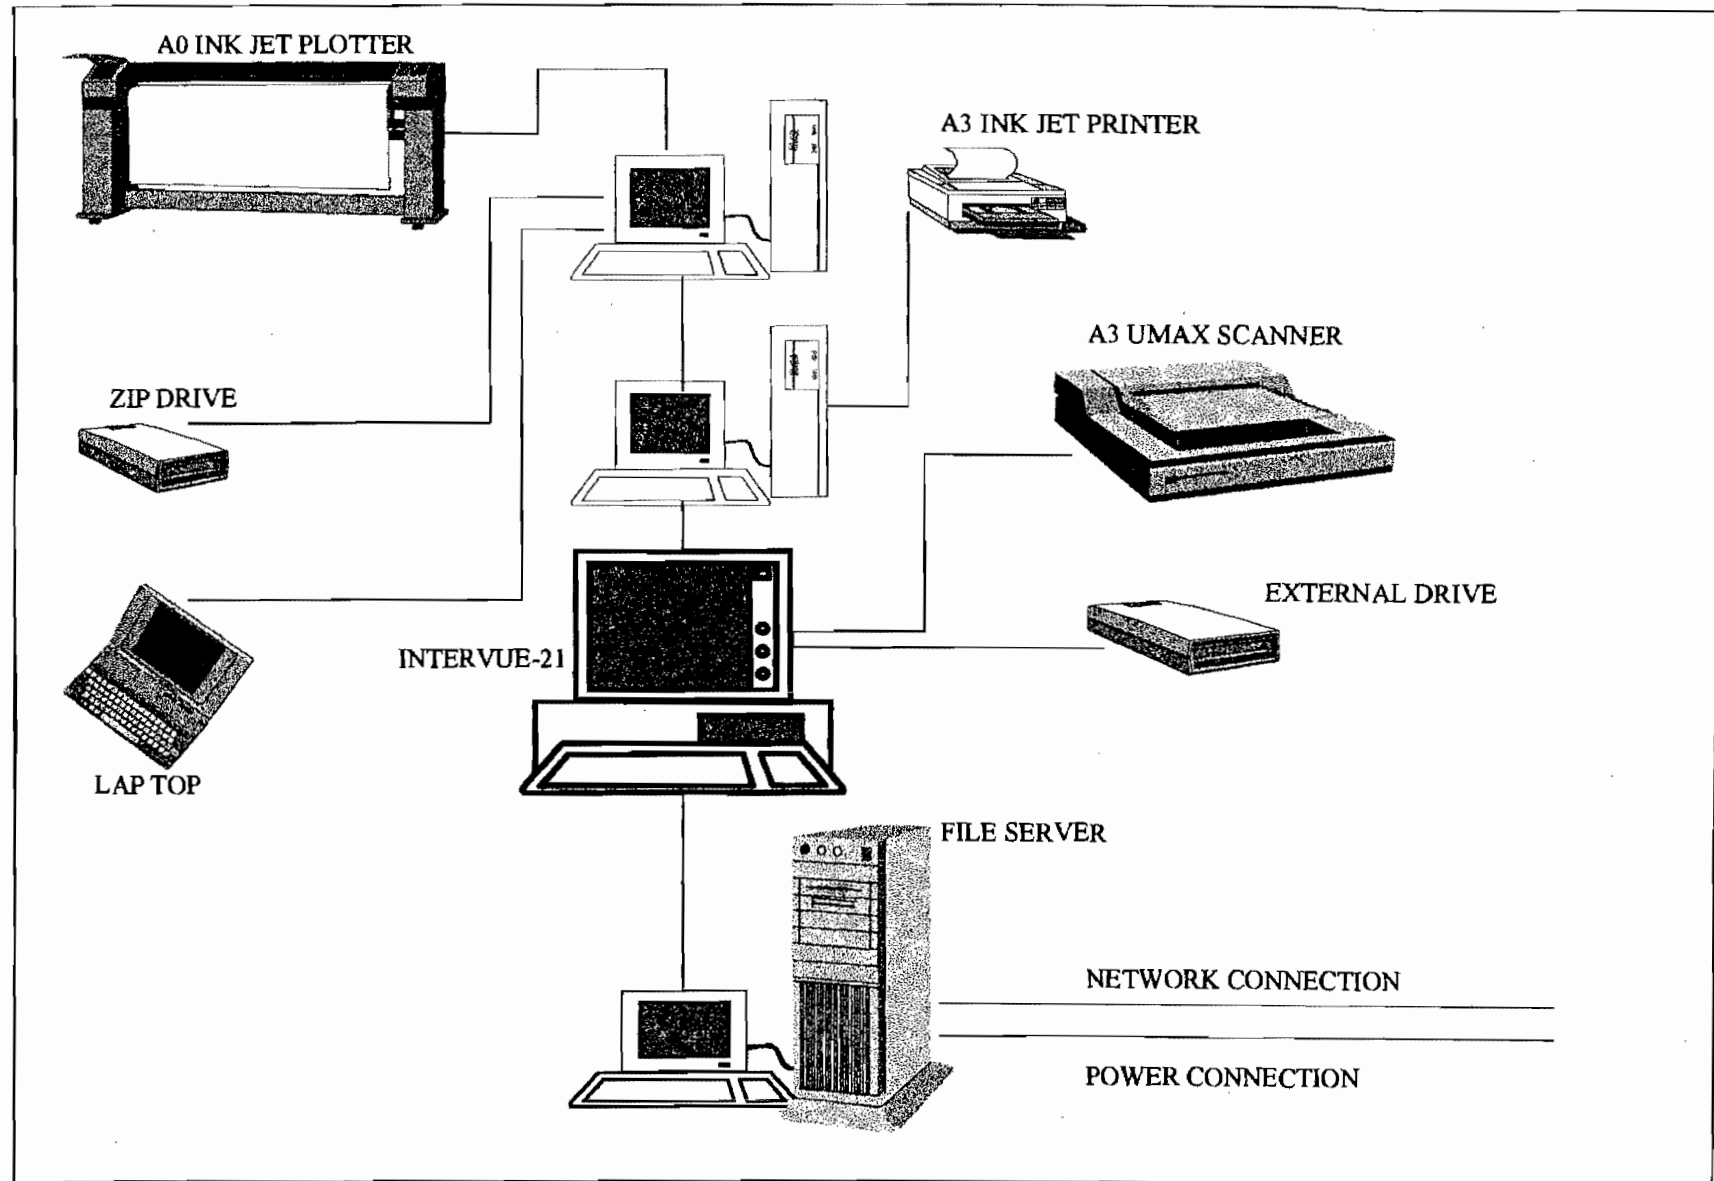 A0 INK JET PLOTTER
A3 INK JET PRINTER
A3 UMAX SCANNER
ZIP DRIVE
EXTERNAL DRIVE
INTERVUE-21
LAP TOP
FILE SERVER
NETWORK CONNECTION
POWER CONNECTION